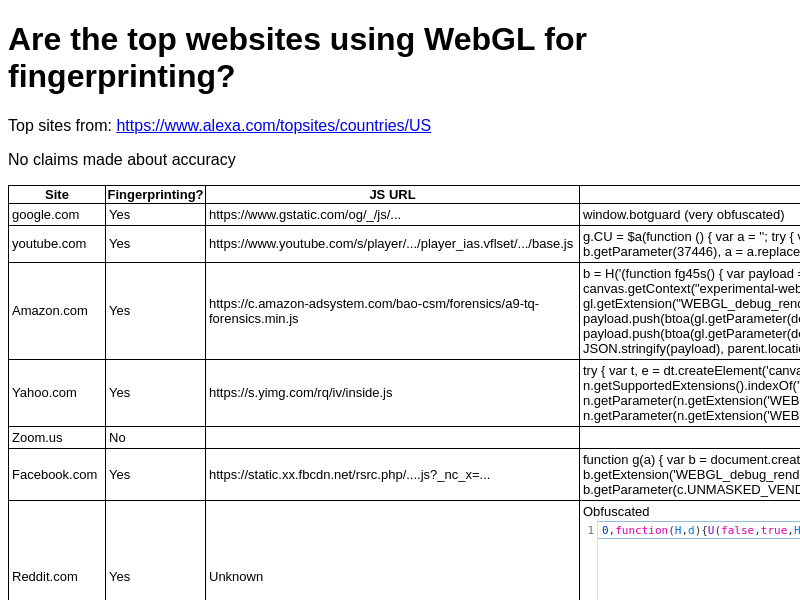 Are the top websites using WebGL for
fingerprinting?
Top sites from: https://www.alexa.com/topsites/countries/US
No claims made about accuracy
Site Fingerprinting? JS URL
google.com Yes https://www.gstatic.com/og/_/js/... window.botguard (very obfuscated)
youtube.com Yes https://www.youtube.com/s/player/.../player_ias.vflset/.../base.js g.CU = $a(function () { var a = ''; try { v
b.getParameter(37446), a = a.replace
Amazon.com Yes https://c.amazon-adsystem.com/bao-csm/forensics/a9-tq-
forensics.min.js
b = H('(function fg45s() { var payload =
canvas.getContext("experimental-web
gl.getExtension("WEBGL_debug_rend
payload.push(btoa(gl.getParameter(de
payload.push(btoa(gl.getParameter(de
JSON.stringify(payload), parent.locatio
Yahoo.com Yes https://s.yimg.com/rq/iv/inside.js
try { var t, e = dt.createElement('canva
n.getSupportedExtensions().indexOf('
n.getParameter(n.getExtension('WEB
n.getParameter(n.getExtension('WEB
Zoom.us No
Facebook.com Yes https://static.xx.fbcdn.net/rsrc.php/....js?_nc_x=...
function g(a) { var b = document.creat
b.getExtension('WEBGL_debug_rend
b.getParameter(c.UNMASKED_VEND
Reddit.com Yes Unknown
Obfuscated
1 0,function(H,d){U(false,true,H